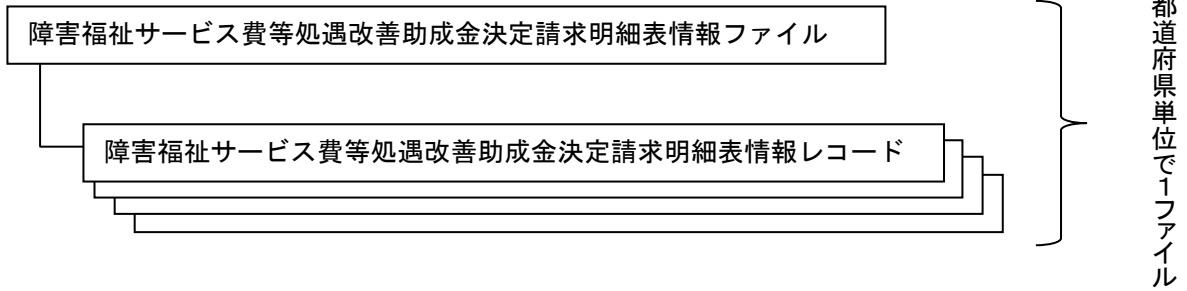 障害福祉サービス費等処遇改善助成金決定請求明細表情報ファイル
障害福祉サービス費等処遇改善助成金決定請求明細表情報レコード
都道府県単位で1ファイル